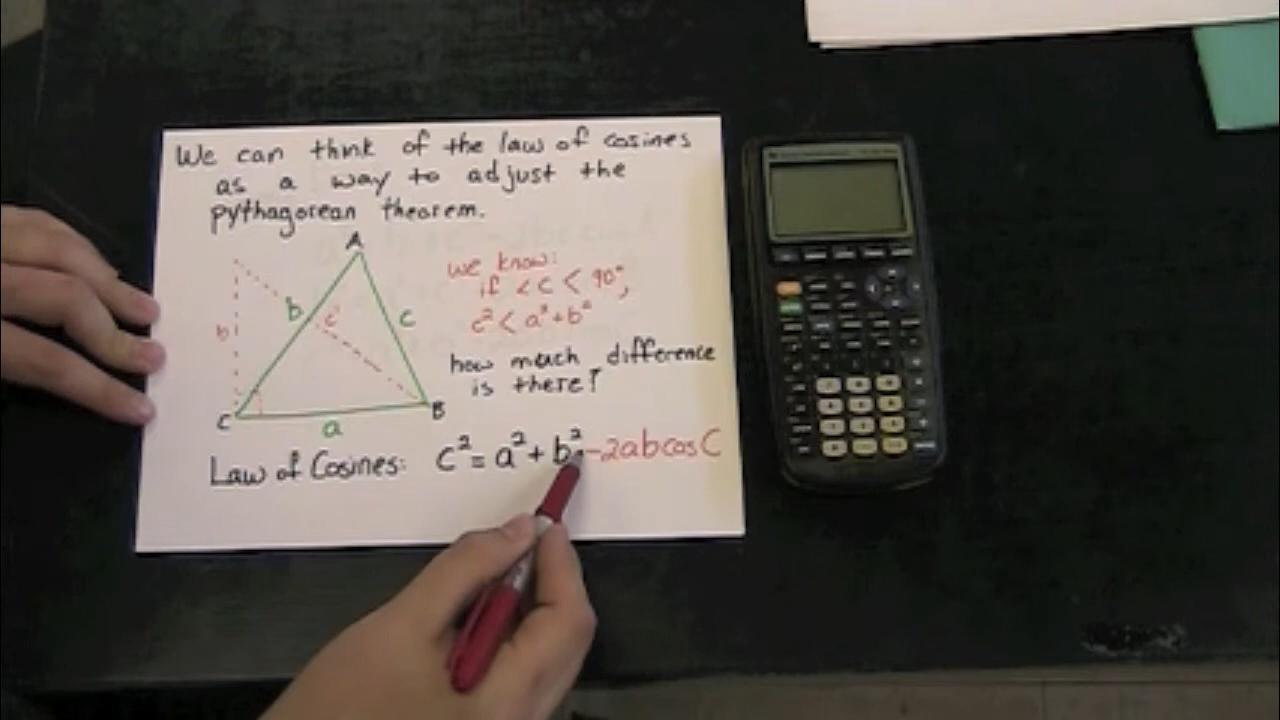 We can think of the law of cosines
as a way to adjust the
pythagorean theorem.
A
we know:
if <C < 90°,
b
b
c
c
c² < a² + b²
how much difference
is there?
C
B
a
Law of Cosines: c² = a² + b² - 2abcosC